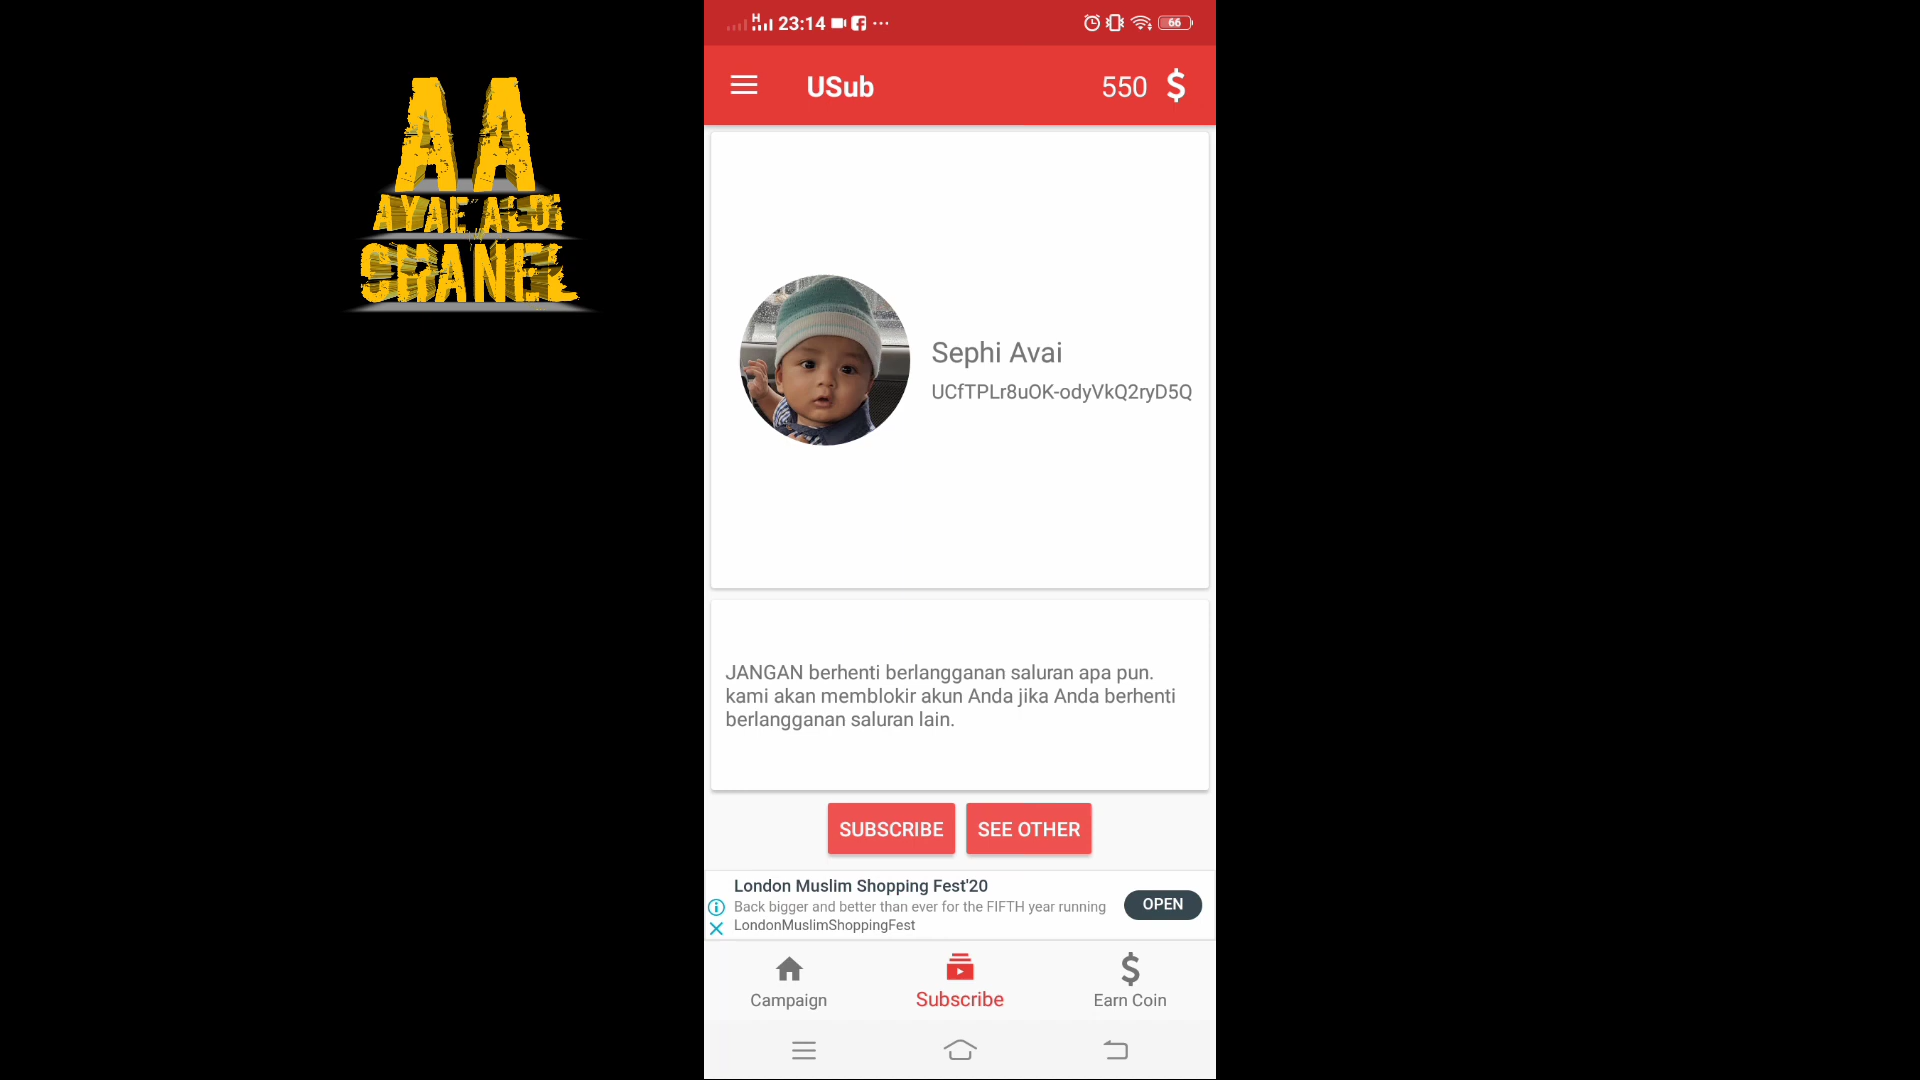 AA
AYAE ALDI
CHANEL
H 23:14 66
USub 550 $
Sephi Avai
UCfTPLr8uOK-odyVkQ2ryD5Q
JANGAN berhenti berlangganan saluran apa pun.
kami akan memblokir akun Anda jika Anda berhenti
berlangganan saluran lain.
SUBSCRIBE SEE OTHER
London Muslim Shopping Fest'20
Back bigger and better than ever for the FIFTH year running
LondonMuslimShoppingFest
OPEN
Campaign Subscribe Earn Coin